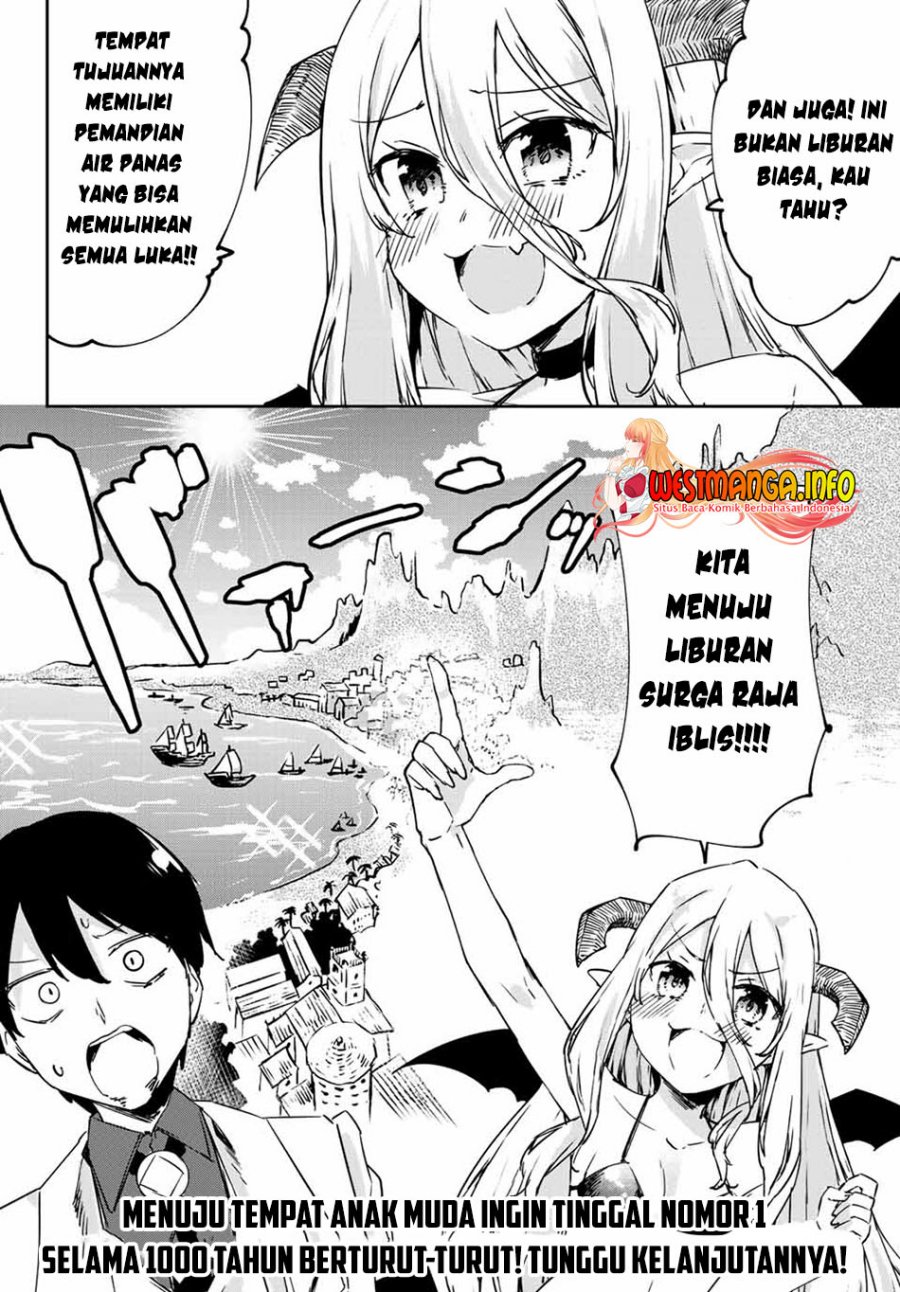 DAN JUGA! INI
BUKAN LIBURAN
BIASA, KAU
TAHU?
TEMPAT
TUJUANNYA
MEMILIKI
PEMANDIAN
AIR PANAS
YANG BISA
MEMULIHKAN
SEMUA LUKA!!
WESTMANGA.INFO
Situs Baca Komik Berbahasa Indonesia
KITA
MENUJU
LIBURAN
SURGA RAJA
IBLIS!!!!
MENUJU TEMPAT ANAK MUDA INGIN TINGGAL NOMOR 1
SELAMA 1000 TAHUN BERTURUT-TURUT! TUNGGU KELANJUTANNYA!